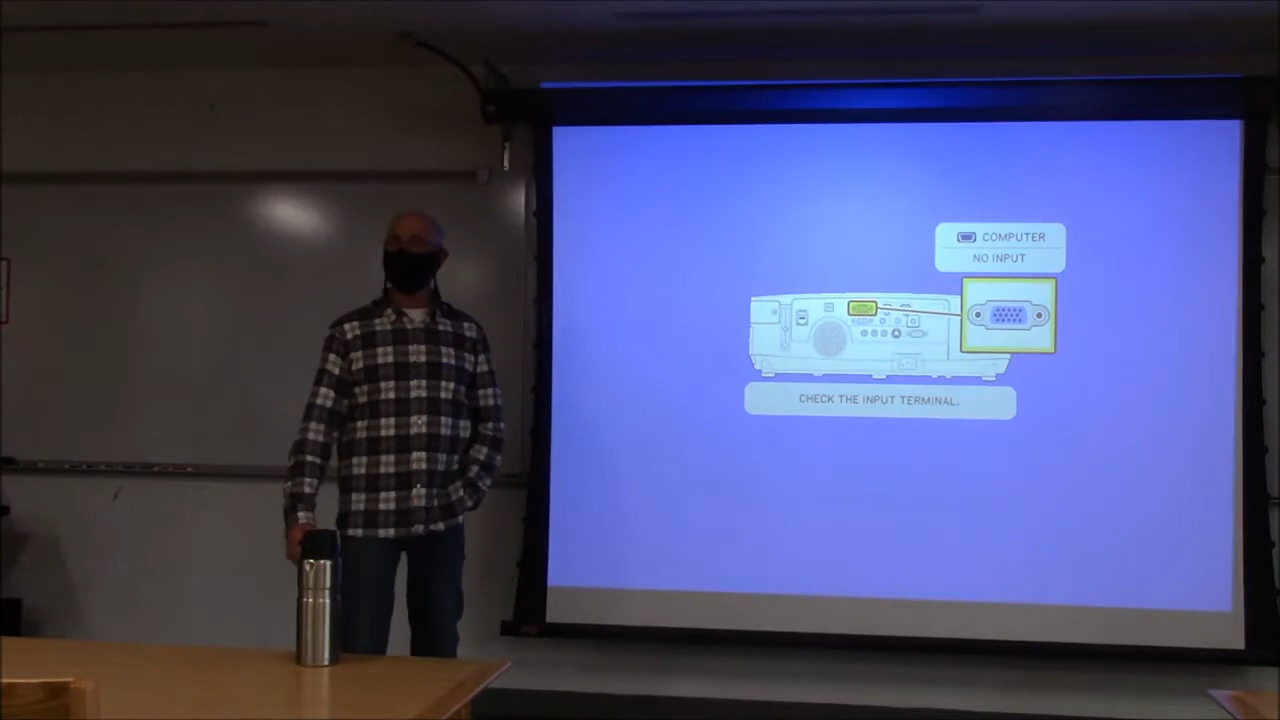 COMPUTER
NO INPUT
CHECK THE INPUT TERMINAL.